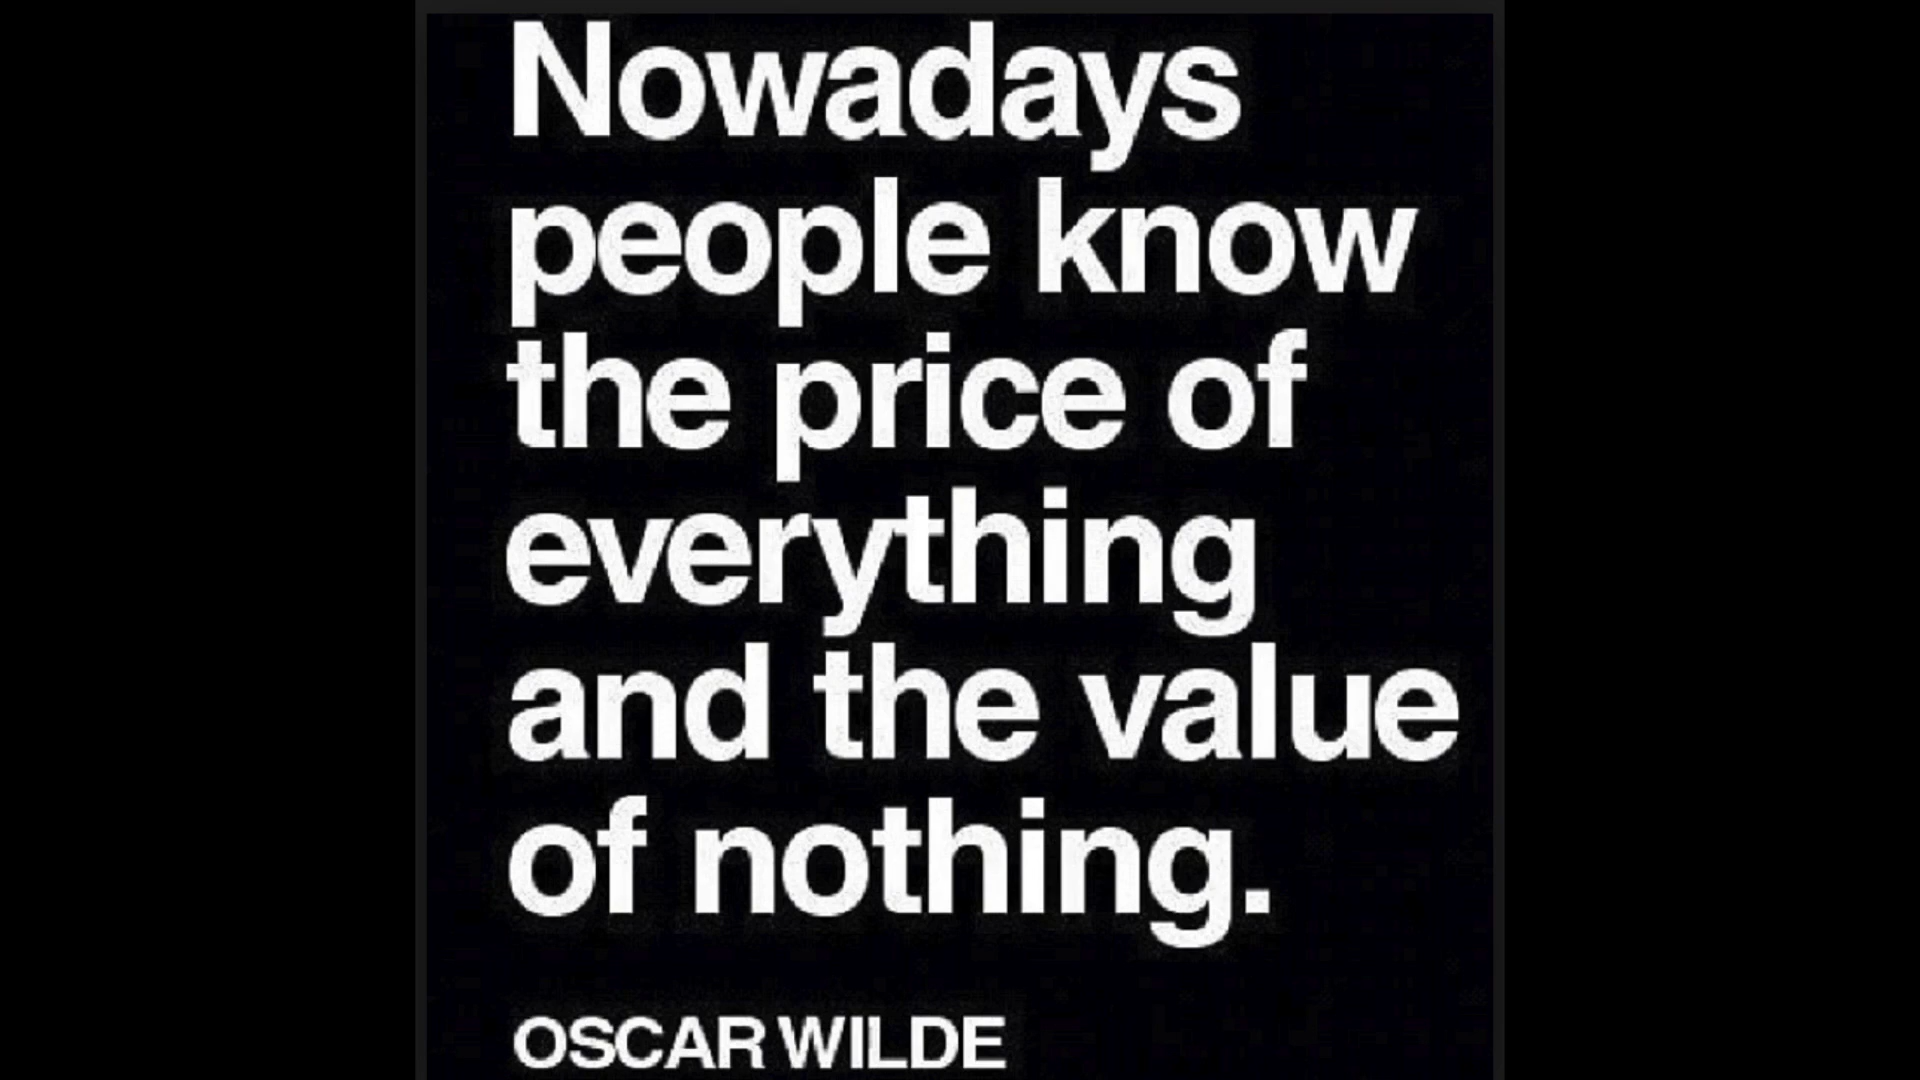 Nowadays
people know
the price of
everything
and the value
of nothing.
OSCAR WILDE